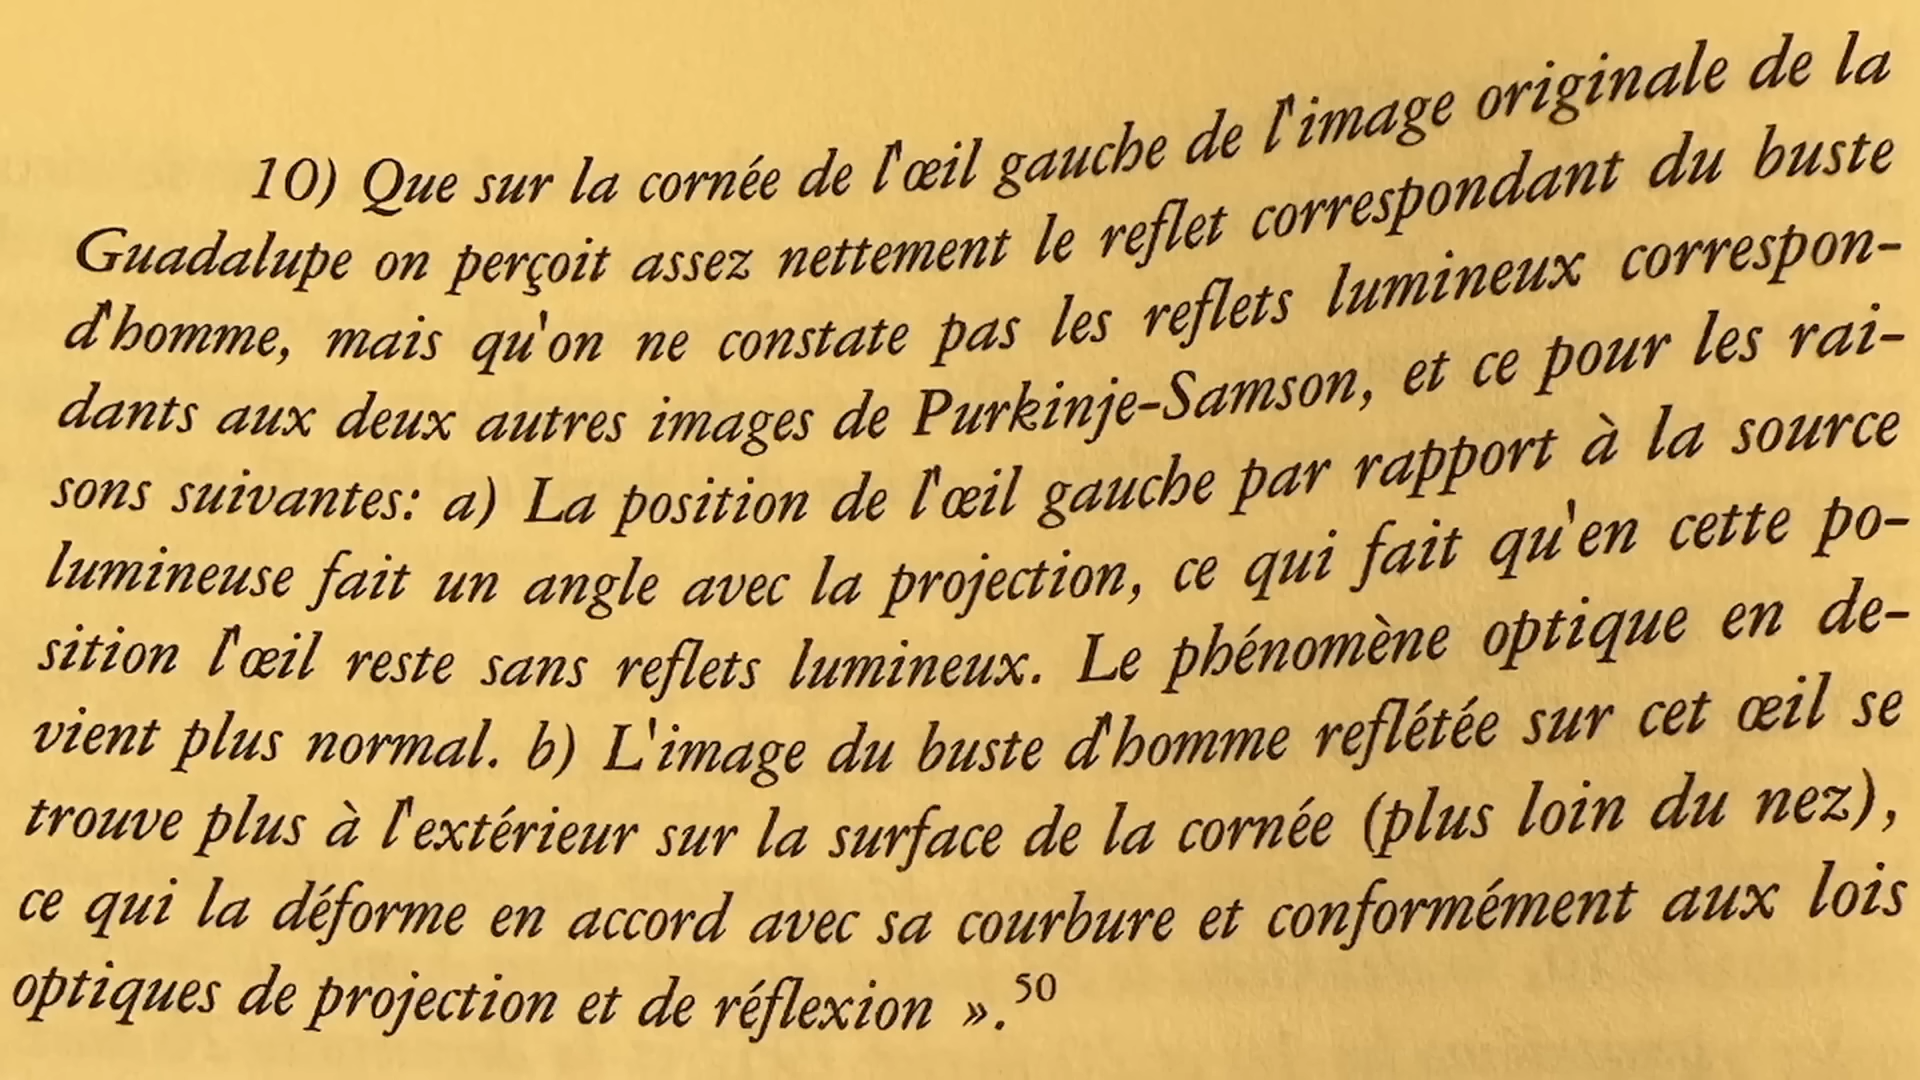 10) Que sur la cornée de l'œil gauche de l'image originale de la
Guadalupe on perçoit assez nettement le reflet correspondant du buste
d'homme, mais qu'on ne constate pas les reflets lumineux correspon-
dants aux deux autres images de Purkinje-Samson, et ce pour les rai-
sons suivantes: a) La position de l'œil gauche par rapport à la source
lumineuse fait un angle avec la projection, ce qui fait qu'en cette po-
sition l'œil reste sans reflets lumineux. Le phénomène optique en de-
vient plus normal. b) L'image du buste d'homme reflétée sur cet œil se
trouve plus à l'extérieur sur la surface de la cornée (plus loin du nez),
ce qui la déforme en accord avec sa courbure et conformément aux lois
optiques de projection et de réflexion ».50